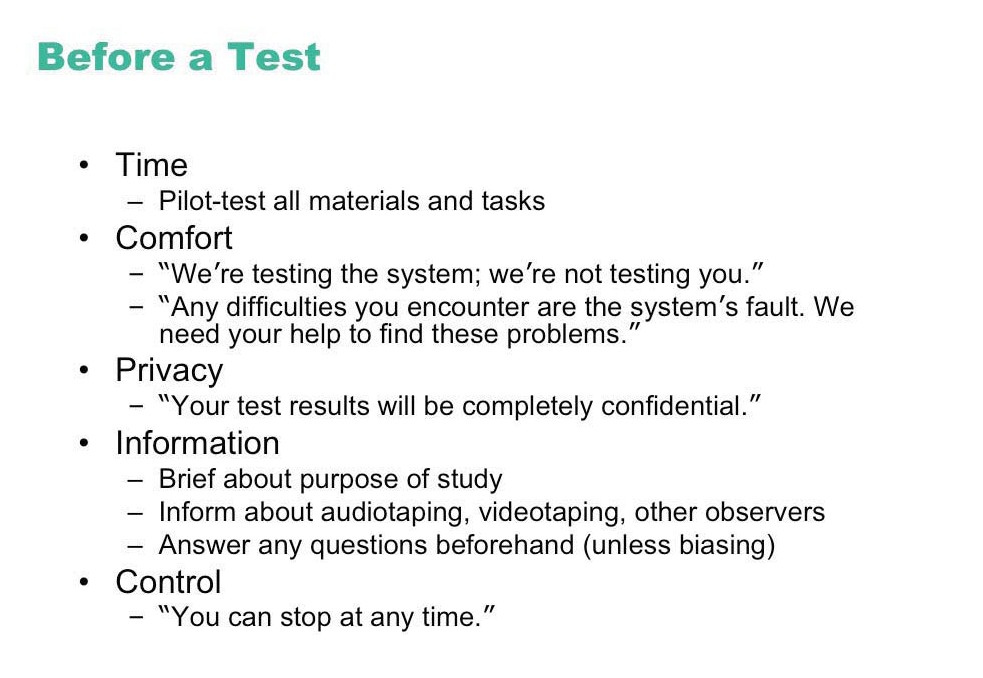 Before a Test
• Time
– Pilot-test all materials and tasks
• Comfort
– “We’re testing the system; we’re not testing you.”
– “Any difficulties you encounter are the system’s fault. We
need your help to find these problems.”
• Privacy
– “Your test results will be completely confidential.”
• Information
– Brief about purpose of study
– Inform about audiotaping, videotaping, other observers
– Answer any questions beforehand (unless biasing)
• Control
– “You can stop at any time.”